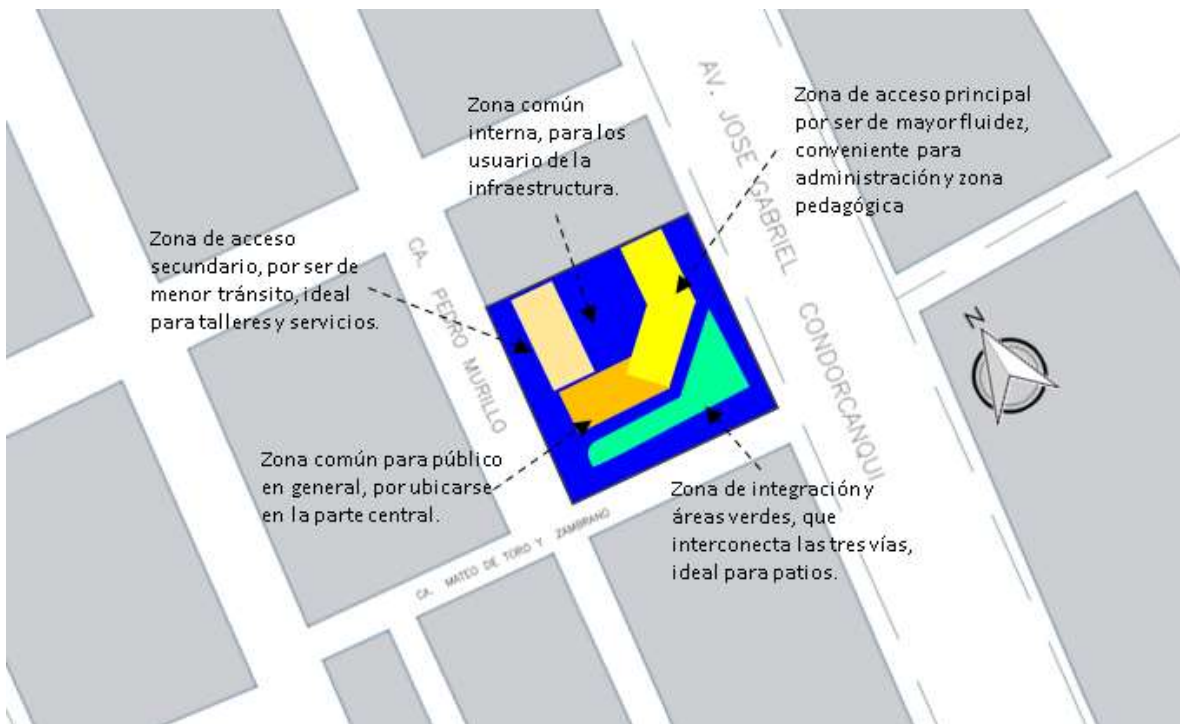 Zona común
interna, para los
usuario de la
infraestructura.
Zona de acceso principal
por ser de mayor fluidez,
conveniente para
administración y zona
pedagógica
Zona de acceso
secundario, por ser de
menor tránsito, ideal
para talleres y servicios.
Zona común para público
en general, por ubicarse
en la parte central.
Zona de integración y
áreas verdes, que
interconecta las tres vías,
ideal para patios.
AV. JOSE GABRIEL CONDORCANQUI
CA. PEDRO MURILLO
CA. MATEO DE TORO Y ZAMBRANO
N